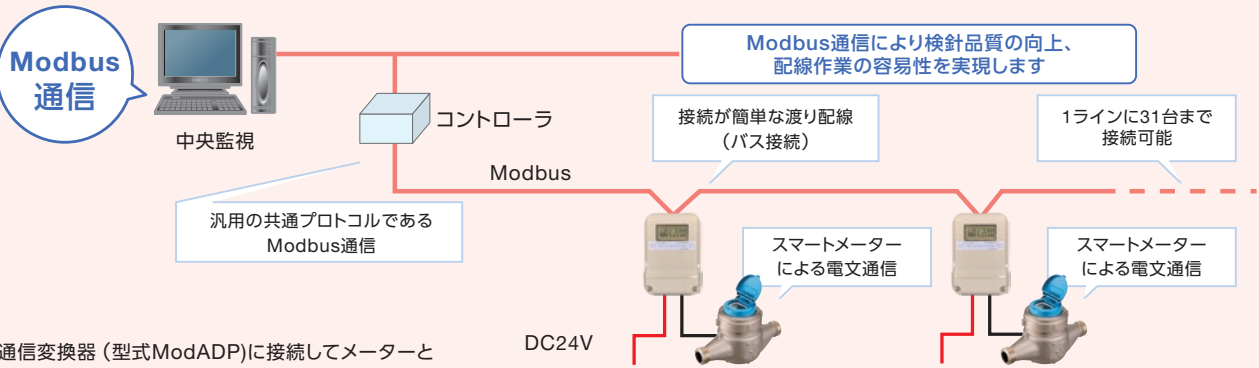 Modbus
通信
中央監視
Modbus通信により検針品質の向上、
配線作業の容易性を実現します
コントローラ
接続が簡単な渡り配線
（バス接続）
1ラインに31台まで
接続可能
Modbus
汎用の共通プロトコルである
Modbus通信
スマートメーター
による電文通信
スマートメーター
による電文通信
DC24V
通信変換器（型式ModADP)に接続してメーターと